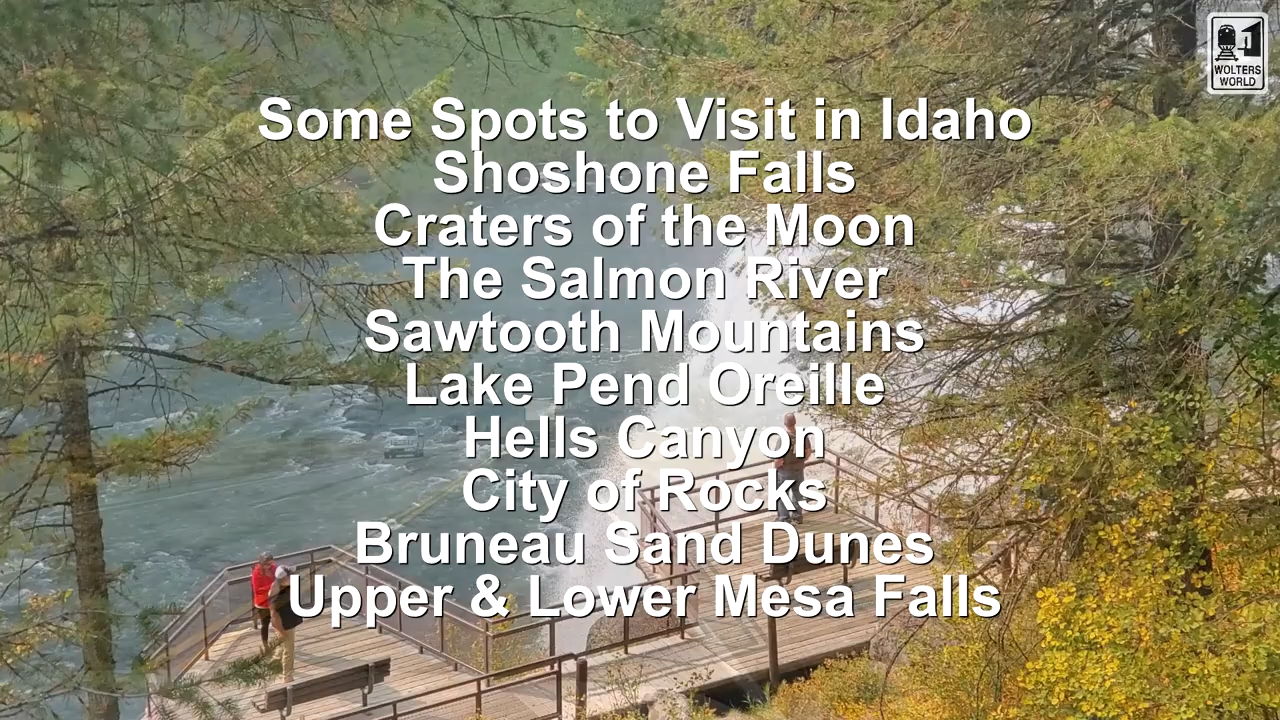 WOLTERS
WORLD
Some Spots to Visit in Idaho
Shoshone Falls
Craters of the Moon
The Salmon River
Sawtooth Mountains
Lake Pend Oreille
Hells Canyon
City of Rocks
Bruneau Sand Dunes
Upper & Lower Mesa Falls